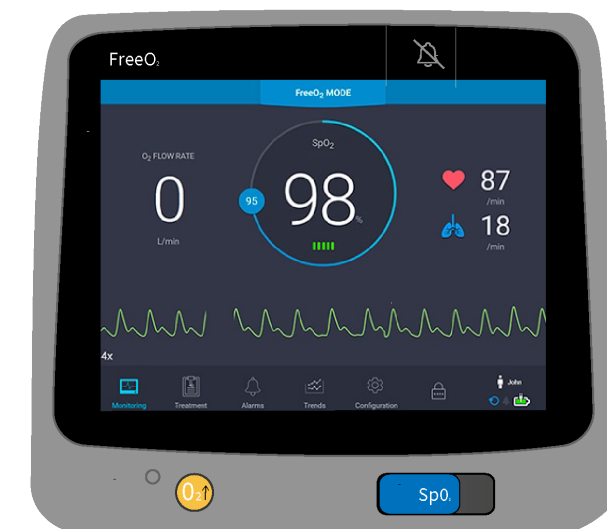 FreeO₂
FreeO₂ MODE
O₂ FLOW RATE
0
L/min
95
SpO₂
98 %
87
/min
18
/min
4x
Monitoring
Treatment
Alarms
Trends
Configuration
John
4
O₂↑
SpO₂